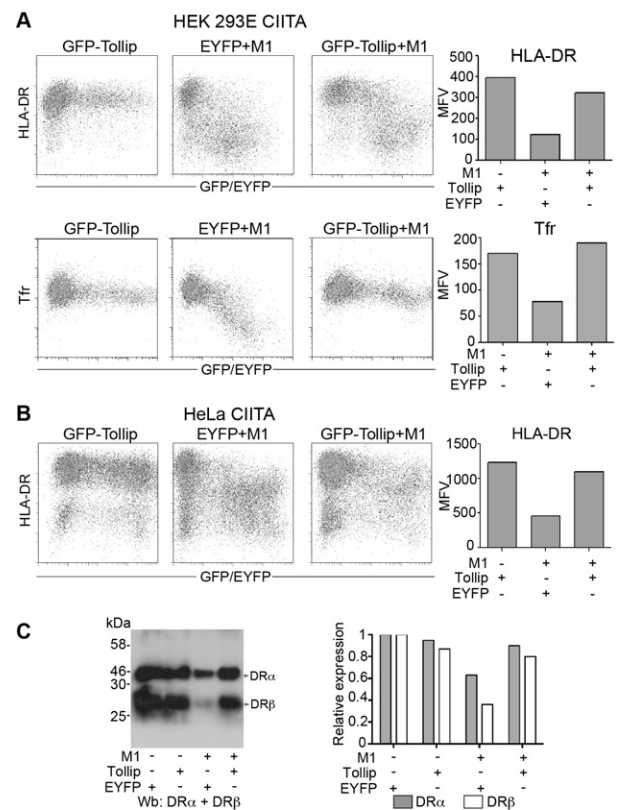 A
HEK 293E CIITA
GFP-Tollip EYFP+M1 GFP-Tollip+M1
HLA-DR
GFP/EYFP
HLA-DR
MFV
500
400
300
200
100
0
M1 - + +
Tollip + - +
EYFP - + -
GFP-Tollip EYFP+M1 GFP-Tollip+M1
Tfr
GFP/EYFP
Tfr
MFV
200
150
100
50
0
M1 - + +
Tollip + - +
EYFP - + -
B
HeLa CIITA
GFP-Tollip EYFP+M1 GFP-Tollip+M1
HLA-DR
GFP/EYFP
HLA-DR
MFV
1500
1000
500
0
M1 - + +
Tollip + - +
EYFP - + -
C
kDa
58-
46-
30-
25-
DRα
DRβ
M1 - - + +
Tollip - + - +
EYFP + - + -
Wb: DRα + DRβ
Relative expression
1
0.8
0.6
0.4
0.2
0
M1 - - + +
Tollip - + - +
EYFP + - + -
DRα DRβ